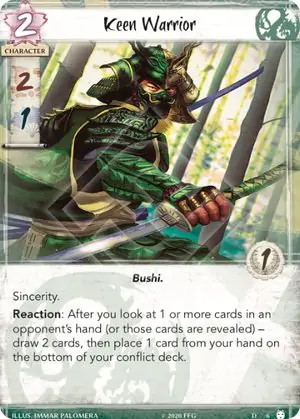 2
Keen Warrior
CHARACTER
2
1
Bushi.
1
Sincerity.
Reaction: After you look at 1 or more cards in an
opponent's hand (or those cards are revealed) –
draw 2 cards, then place 1 card from your hand on
the bottom of your conflict deck.
ILLUS. IMMAR PALOMERA
© 2020 FFG
D